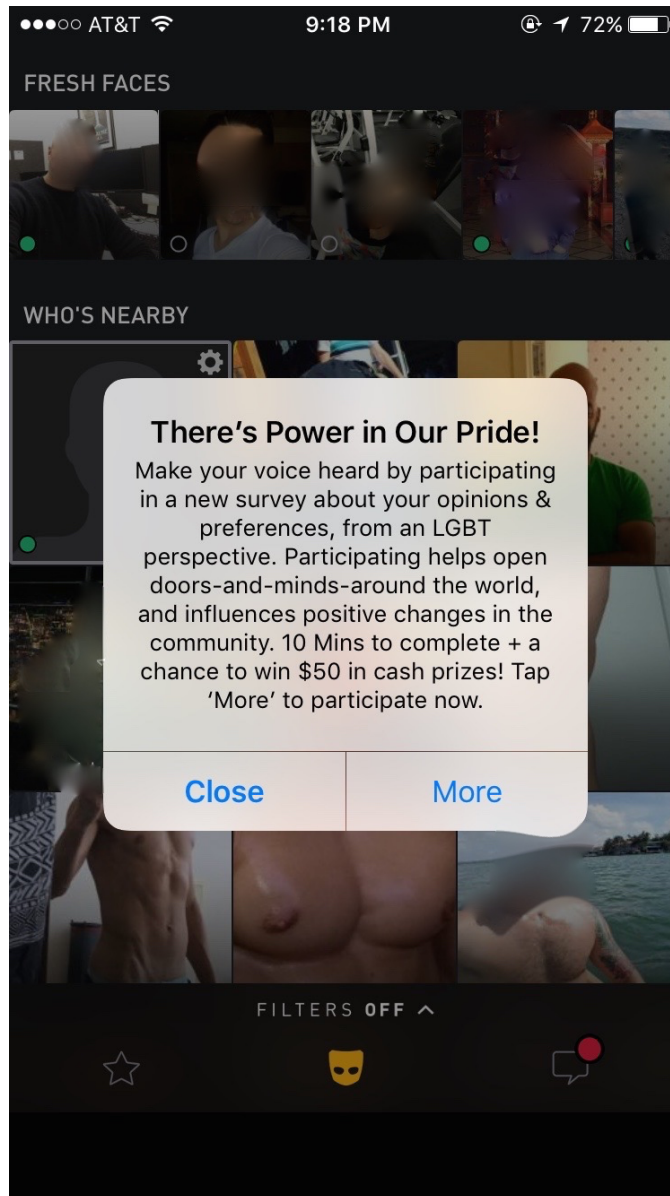 AT&T 9:18 PM 72%
FRESH FACES
WHO'S NEARBY
There's Power in Our Pride!
Make your voice heard by participating
in a new survey about your opinions &
preferences, from an LGBT
perspective. Participating helps open
doors-and-minds-around the world,
and influences positive changes in the
community. 10 Mins to complete + a
chance to win $50 in cash prizes! Tap
‘More’ to participate now.
Close More
FILTERS OFF